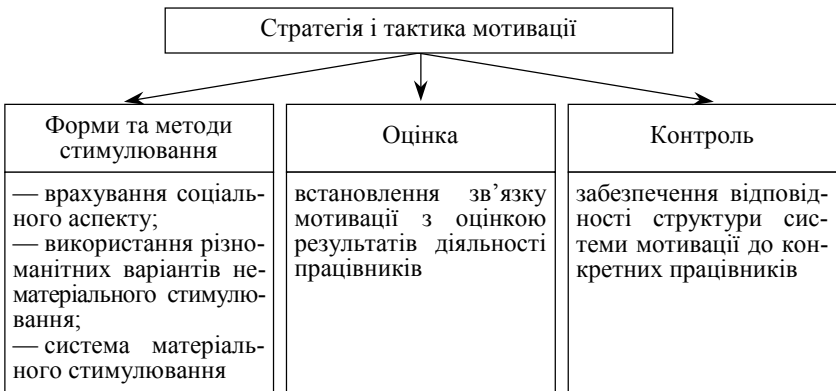 Стратегія і тактика мотивації
Форми та методи
стимулювання
— врахування соціаль-
ного аспекту;
— використання різно-
манітних варіантів не-
матеріального стимулю-
вання;
— система матеріаль-
ного стимулювання
Оцінка
встановлення зв’язку
мотивації з оцінкою
результатів діяльності
працівників
Контроль
забезпечення відповід-
ності структури сис-
теми мотивації до кон-
кретних працівників